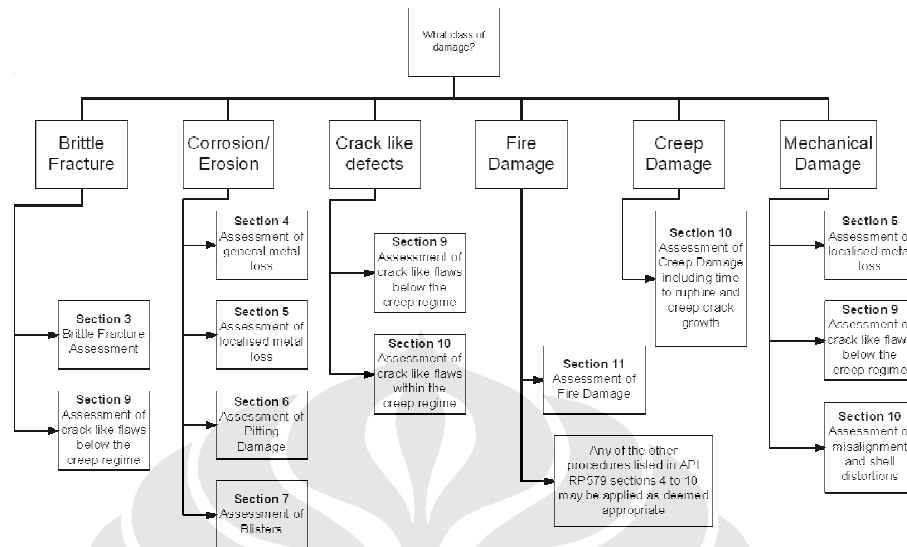 What class of
damage?
Brittle
Fracture
Corrosion/
Erosion
Crack like
defects
Fire
Damage
Creep
Damage
Mechanical
Damage
Section 3
Brittle Fracture
Assessment
Section 9
Assessment of
crack like flaws
below the
creep regime
Section 4
Assessment of
general metal
loss
Section 5
Assessment of
localised metal
loss
Section 6
Assessment of
Pitting
Damage
Section 7
Assessment of
Blisters
Section 9
Assessment of
crack like flaws
below the
creep regime
Section 10
Assessment of
crack like flaws
within the
creep regime
Section 11
Assessment of
Fire Damage
Any of the other
procedures listed in API
RP579 sections 4 to 10
may be applied as deemed
appropriate
Section 10
Assessment of
Creep Damage
including time
to rupture and
creep crack
growth
Section 5
Assessment o
localised meta
loss
Section 9
Assessment o
crack like flaw
below the
creep regime
Section 10
Assessment o
misalignment
and shell
distortions